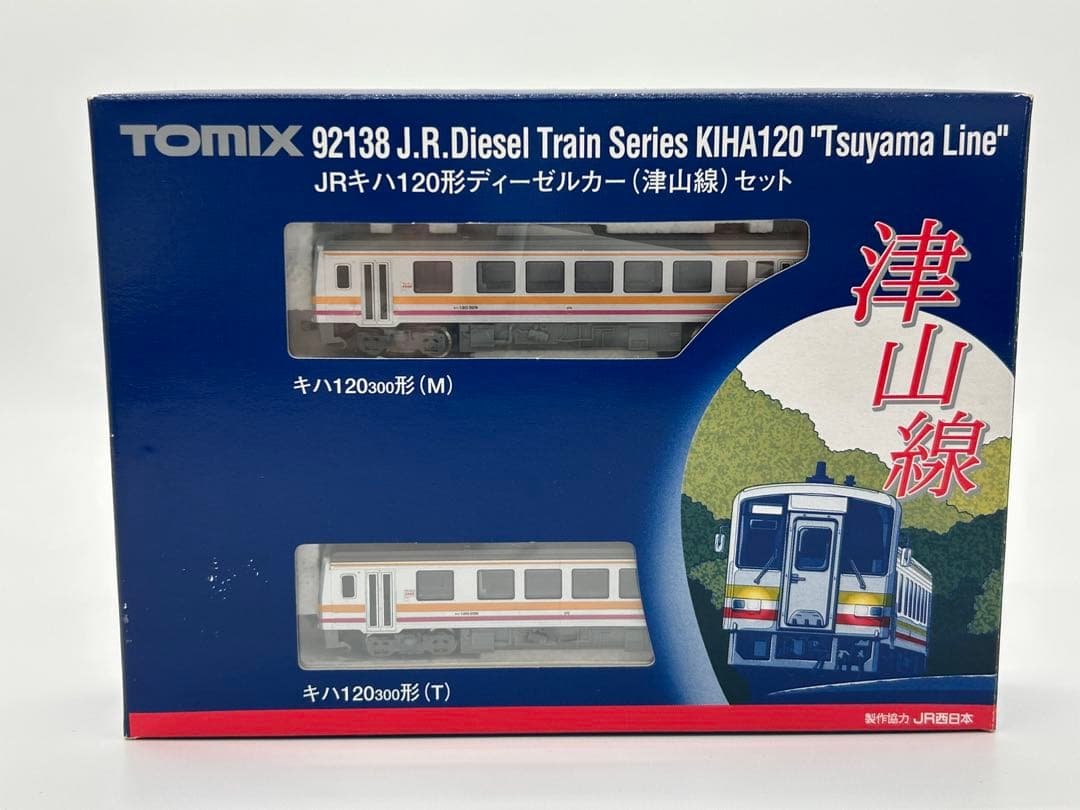 TOMIX 92138 J.R.Diesel Train Series KIHA120 "Tsuyama Line"
JRキハ120形ディーゼルカー(津山線)セット
津山線
キハ120300形(M)
キハ120300形(T)
製作協力 JR西日本